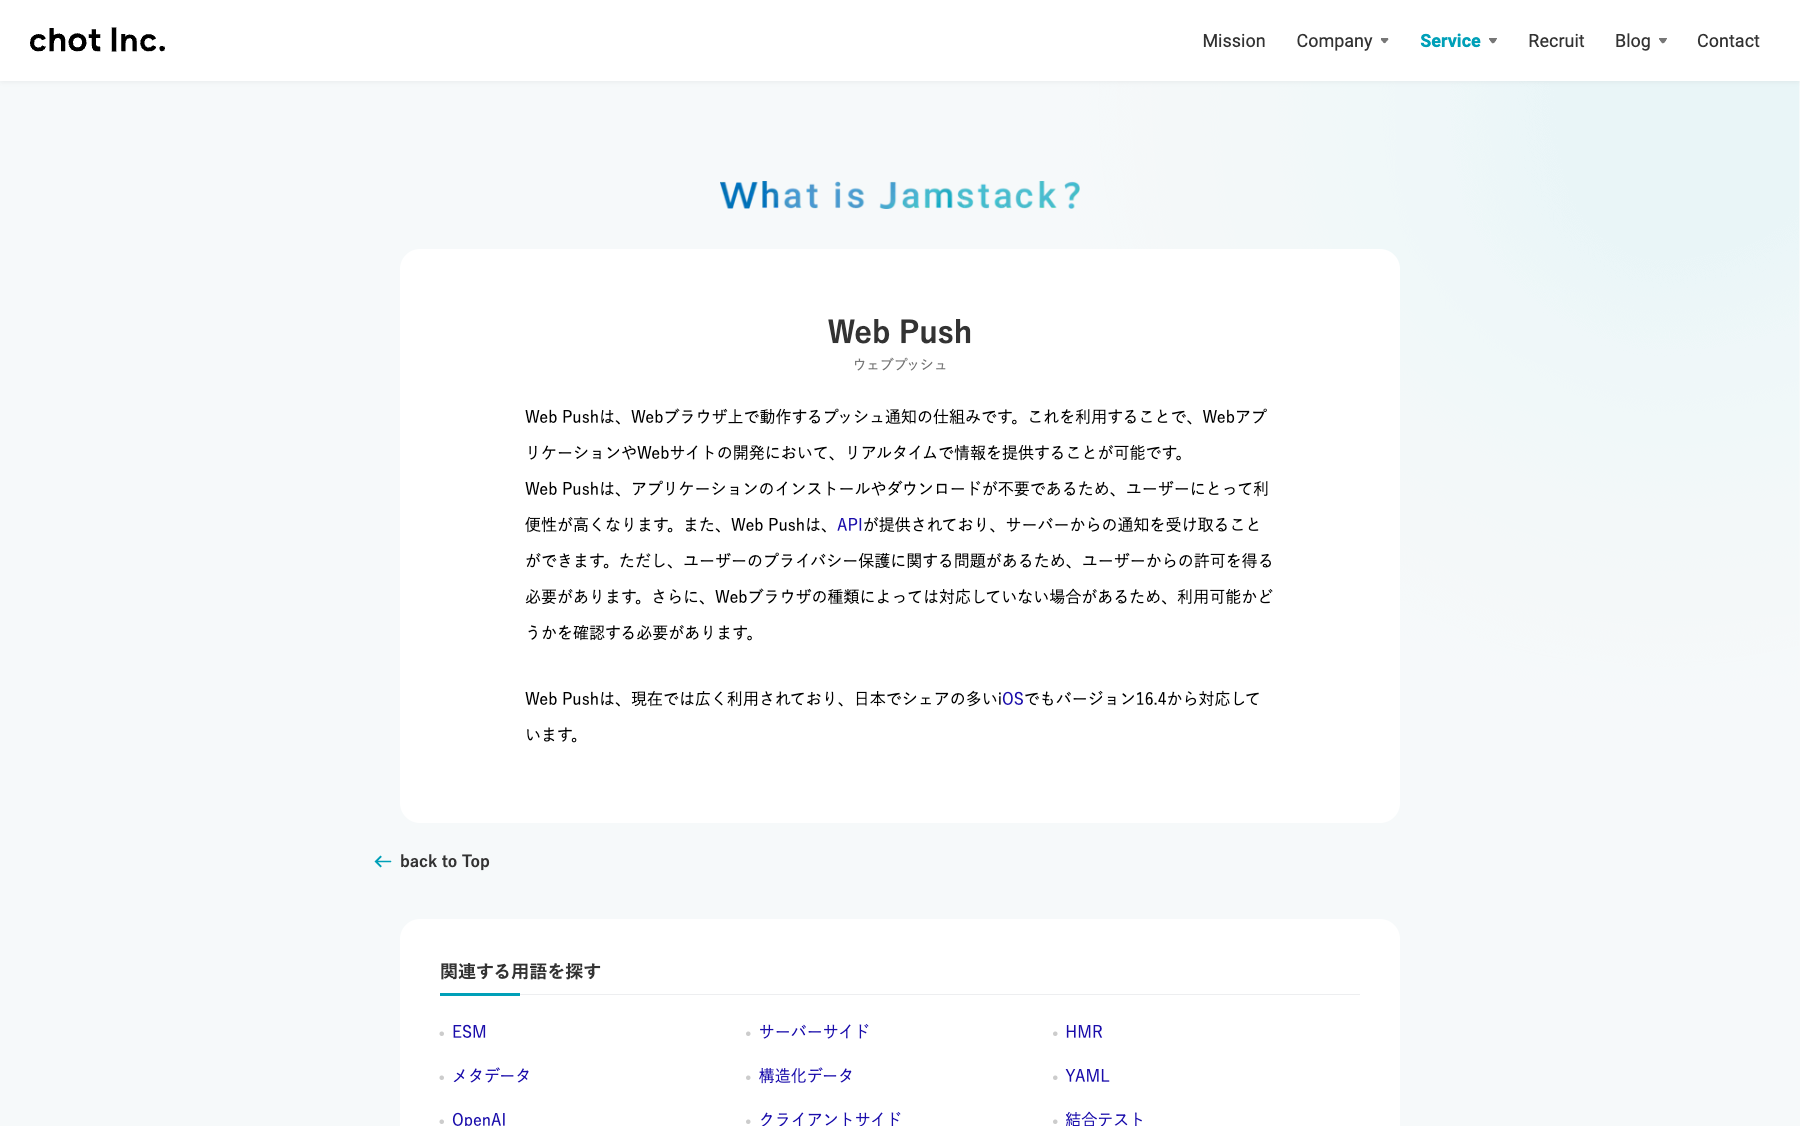 chot Inc.
Mission Company Service Recruit Blog Contact
What is Jamstack?
Web Push
ウェブプッシュ
Web Pushは、Webブラウザ上で動作するプッシュ通知の仕組みです。これを利用することで、Webアプ
リケーションやWebサイトの開発において、リアルタイムで情報を提供することが可能です。
Web Pushは、アプリケーションのインストールやダウンロードが不要であるため、ユーザーにとって利
便性が高くなります。また、Web Pushは、APIが提供されており、サーバーからの通知を受け取ること
ができます。ただし、ユーザーのプライバシー保護に関する問題があるため、ユーザーからの許可を得る
必要があります。さらに、Webブラウザの種類によっては対応していない場合があるため、利用可能かど
うかを確認する必要があります。
Web Pushは、現在では広く利用されており、日本でシェアの多いiOSでもバージョン16.4から対応して
います。
← back to Top
関連する用語を探す
ESM サーバーサイド HMR
メタデータ 構造化データ YAML
OpenAI クライアントサイド 結合テスト